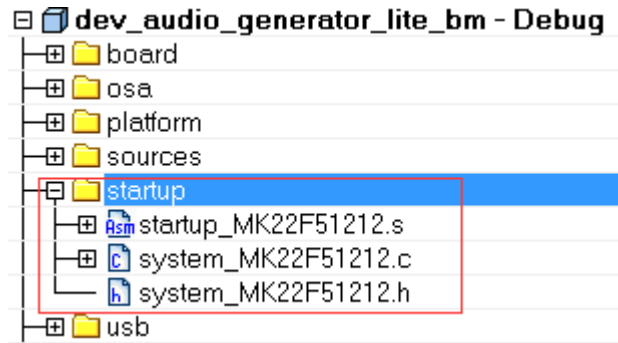 dev_audio_generator_lite_bm - Debug
board
osa
platform
sources
startup
Asm startup_MK22F51212.s
c system_MK22F51212.c
h system_MK22F51212.h
usb